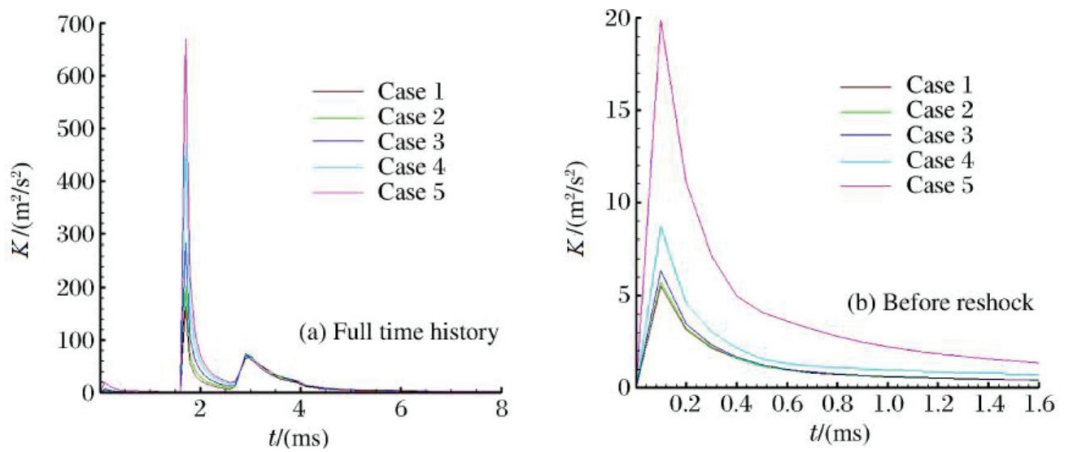 700
600
500
400
300
200
100
0
K/(m²/s²)
Case 1
Case 2
Case 3
Case 4
Case 5
(a) Full time history
2
4
6
8
t/(ms)
20
15
10
5
0
K/(m²/s²)
Case 1
Case 2
Case 3
Case 4
Case 5
(b) Before reshock
0.2
0.4
0.6
0.8
1.0
1.2
1.4
1.6
t/(ms)